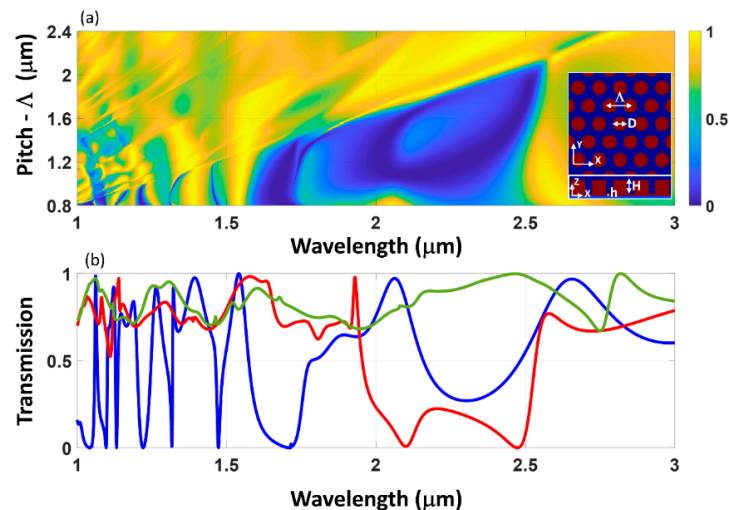 (a)
Pitch - Λ (μm)
2.4
2
1.6
1.2
0.8
1 1.5 2 2.5 3
Wavelength (μm)
1
0.5
0
Λ
D
Y
X
Z
X
h
H
(b)
Transmission
1
0.5
0
1 1.5 2 2.5 3
Wavelength (μm)